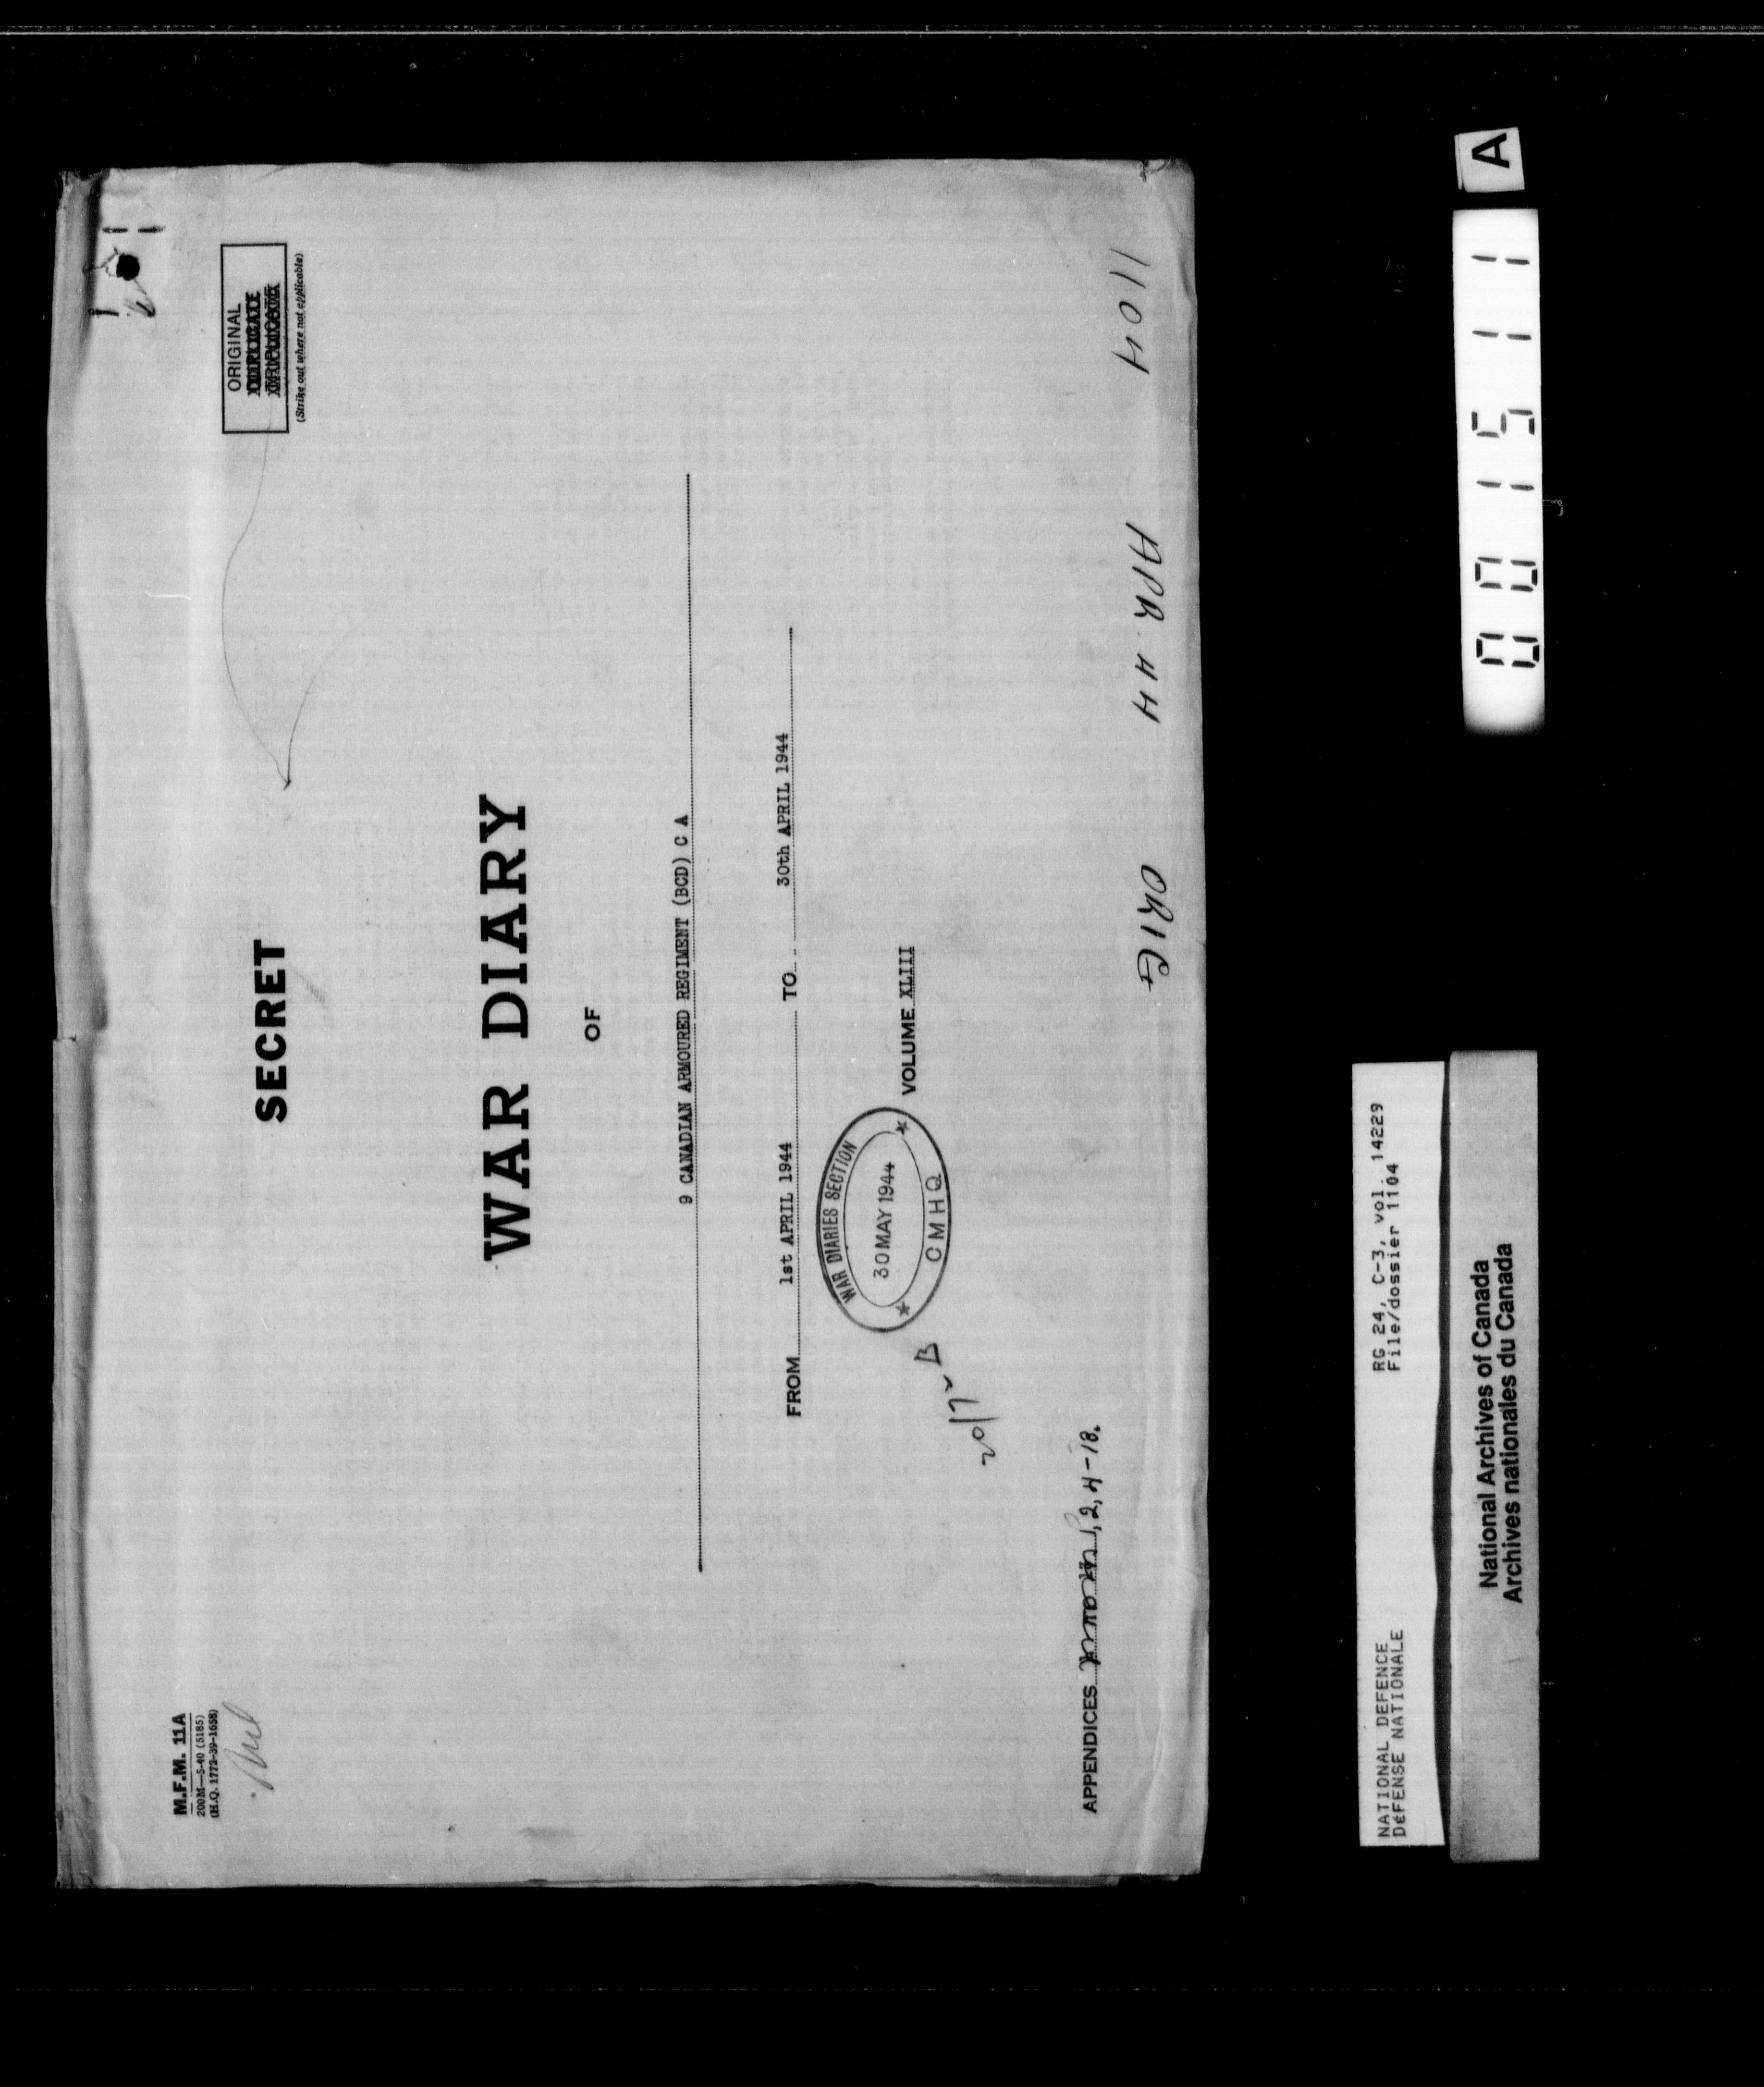 M.F.M. 11A
200M—5-40 (5185)
(H.Q. 1772-39-1658)
ORIGINAL
DUPLICATE
TRIPLICATE
(Strike out where not applicable)
SECRET
WAR DIARY
OF
9 CANADIAN ARMOURED REGIMENT (BCD) C A
FROM 1st APRIL 1944 TO 30th APRIL 1944
WAR DIARIES SECTION
30 MAY 1944
C M H Q
VOLUME XLIII
APPENDICES 1, 2, 4-18.
ORIG APR. 44 1104
NATIONAL DEFENCE
DéFENSE NATIONALE
RG 24, C-3, vol. 14229
File/dossier 1104
National Archives of Canada
Archives nationales du Canada
001511
A